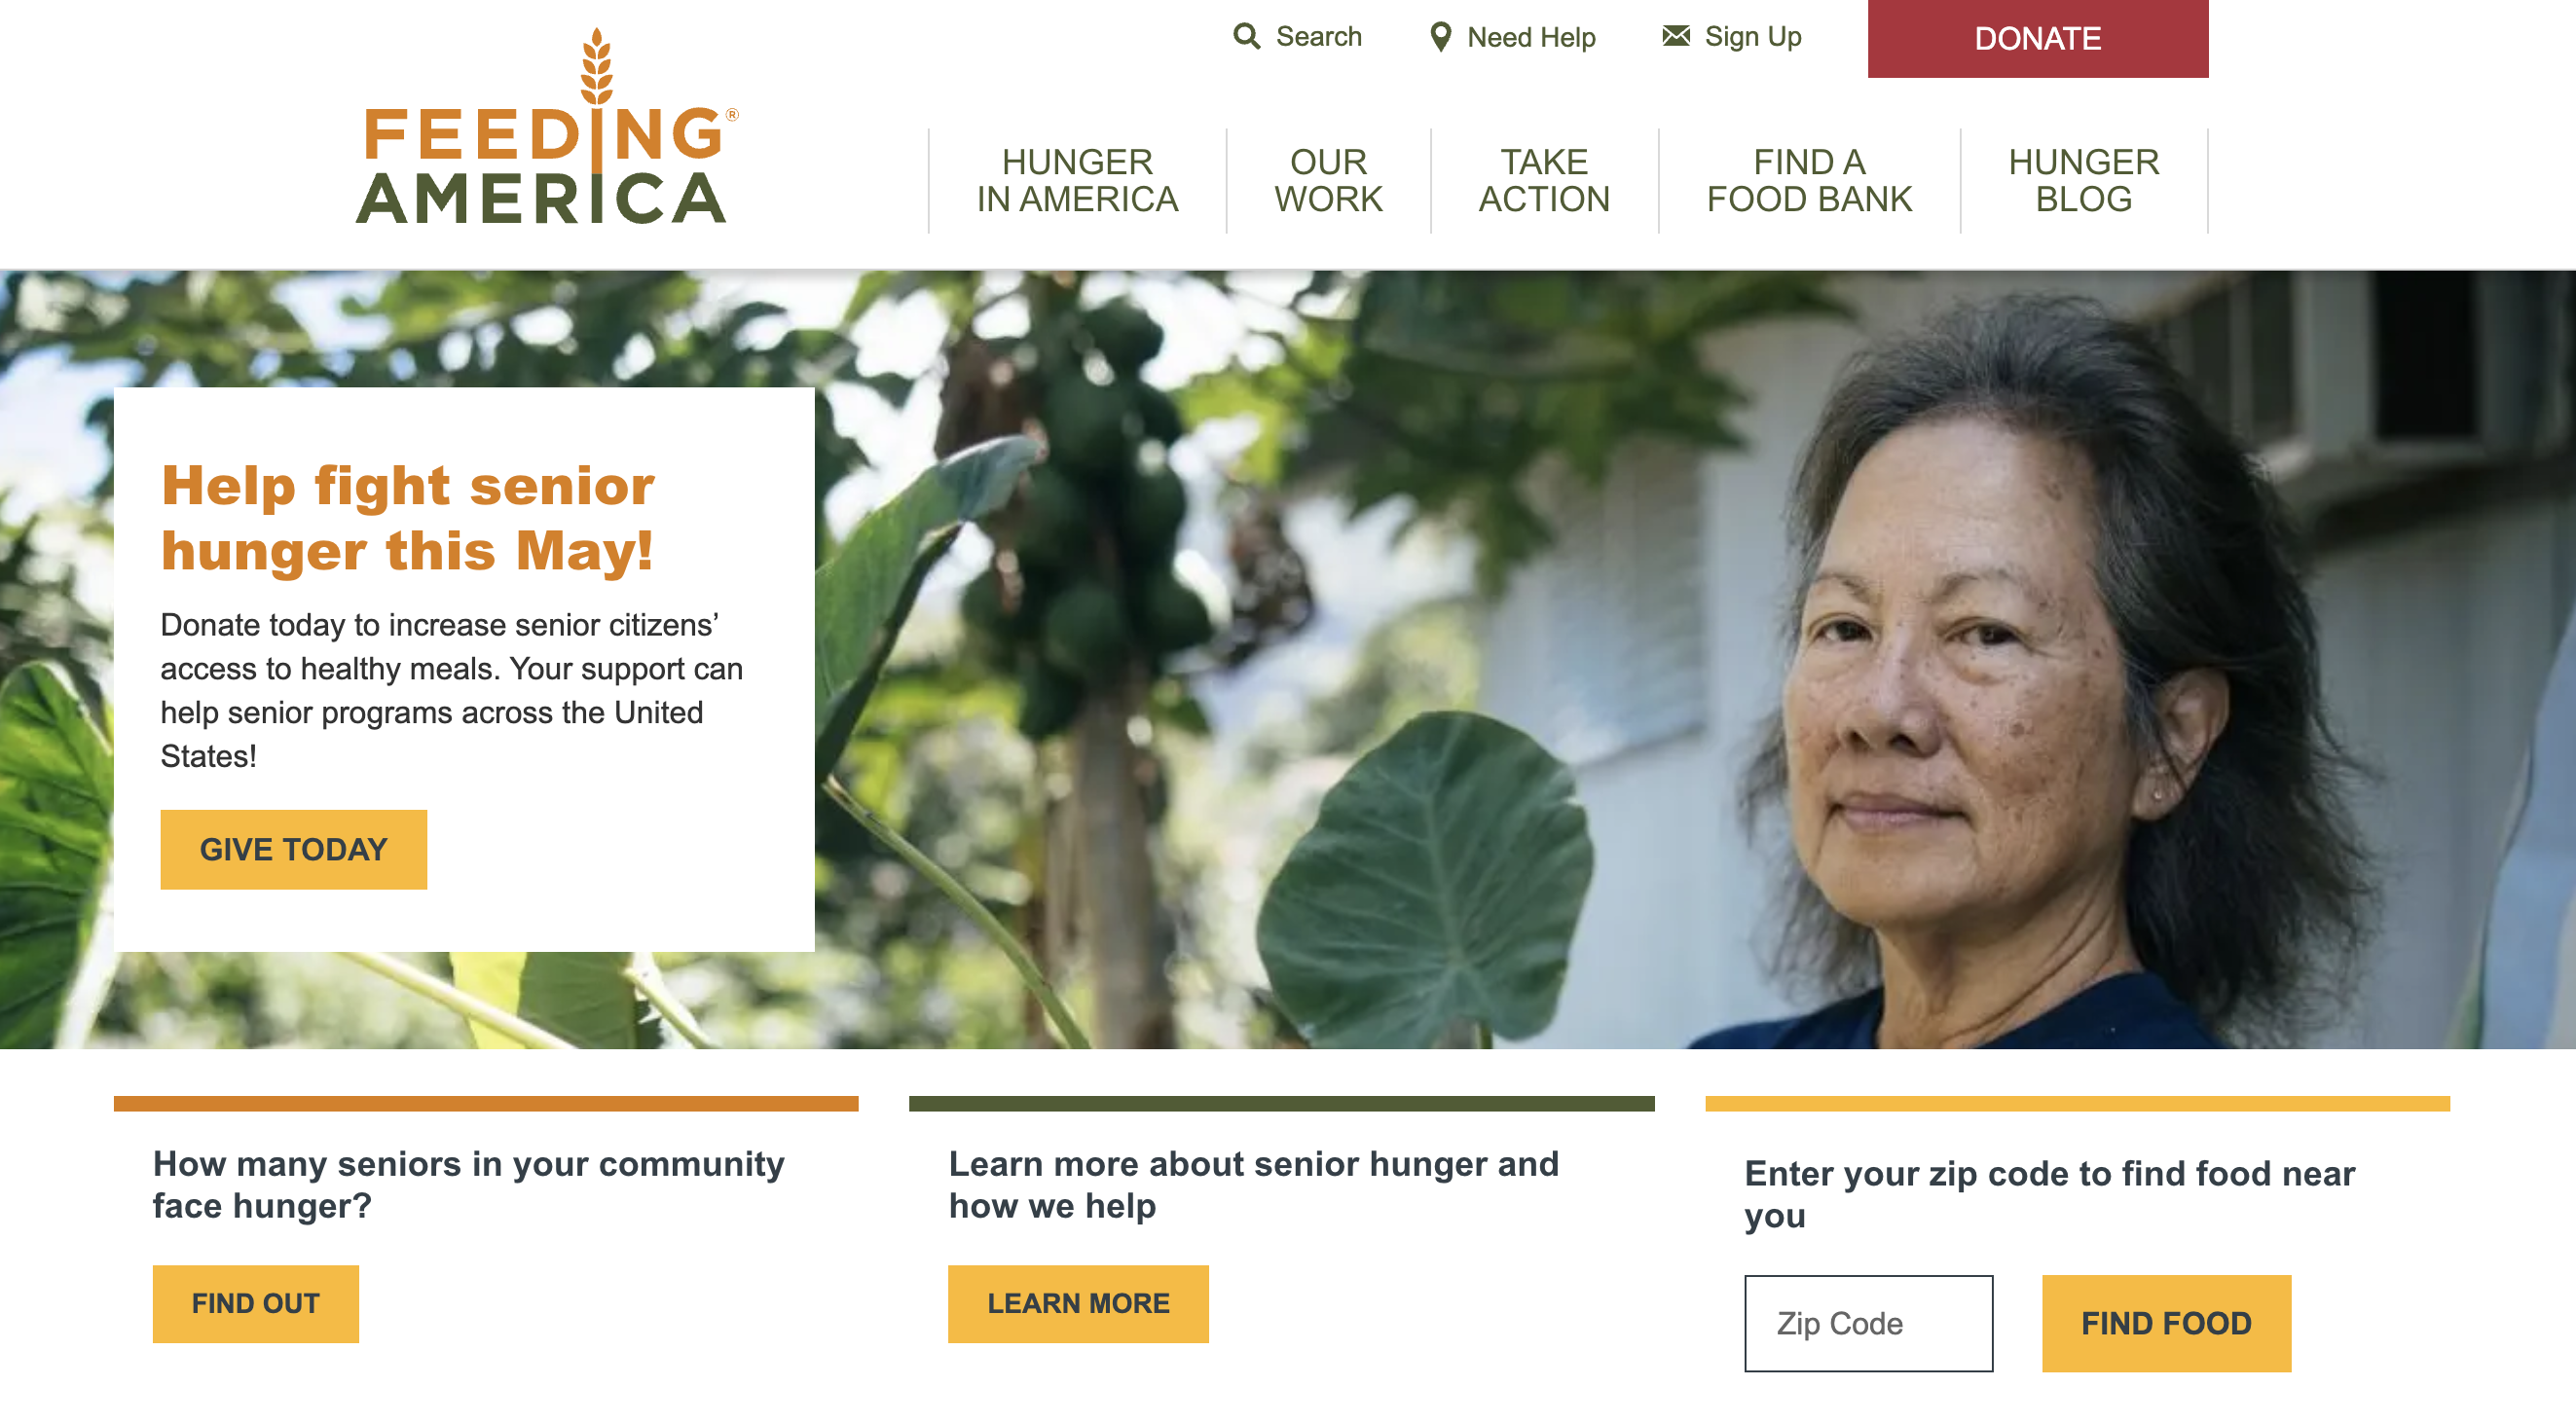 Search
Need Help
Sign Up
DONATE
FEEDING®
AMERICA
HUNGER
IN AMERICA
OUR
WORK
TAKE
ACTION
FIND A
FOOD BANK
HUNGER
BLOG
Help fight senior
hunger this May!
Donate today to increase senior citizens’
access to healthy meals. Your support can
help senior programs across the United
States!
GIVE TODAY
How many seniors in your community
face hunger?
FIND OUT
Learn more about senior hunger and
how we help
LEARN MORE
Enter your zip code to find food near
you
Zip Code
FIND FOOD